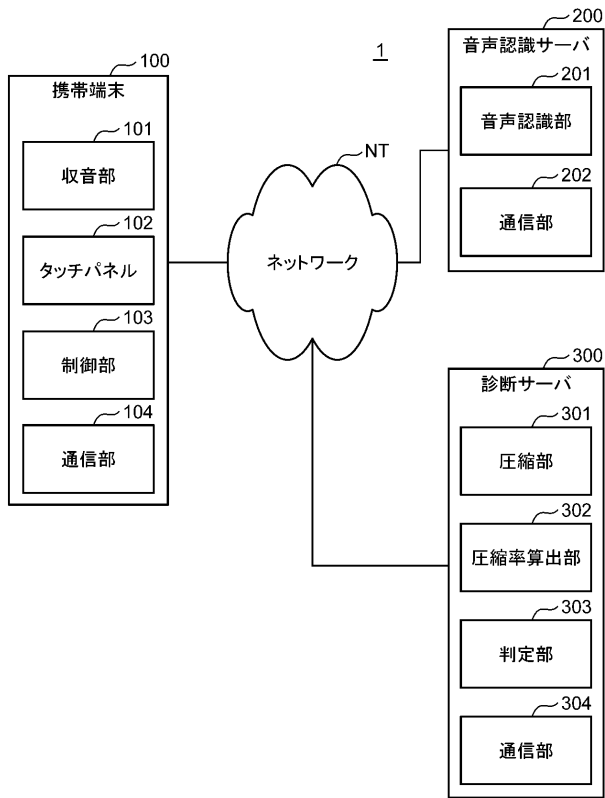 1
100
携帯端末
101
収音部
102
タッチパネル
103
制御部
104
通信部
NT
ネットワーク
200
音声認識サーバ
201
音声認識部
202
通信部
300
診断サーバ
301
圧縮部
302
圧縮率算出部
303
判定部
304
通信部